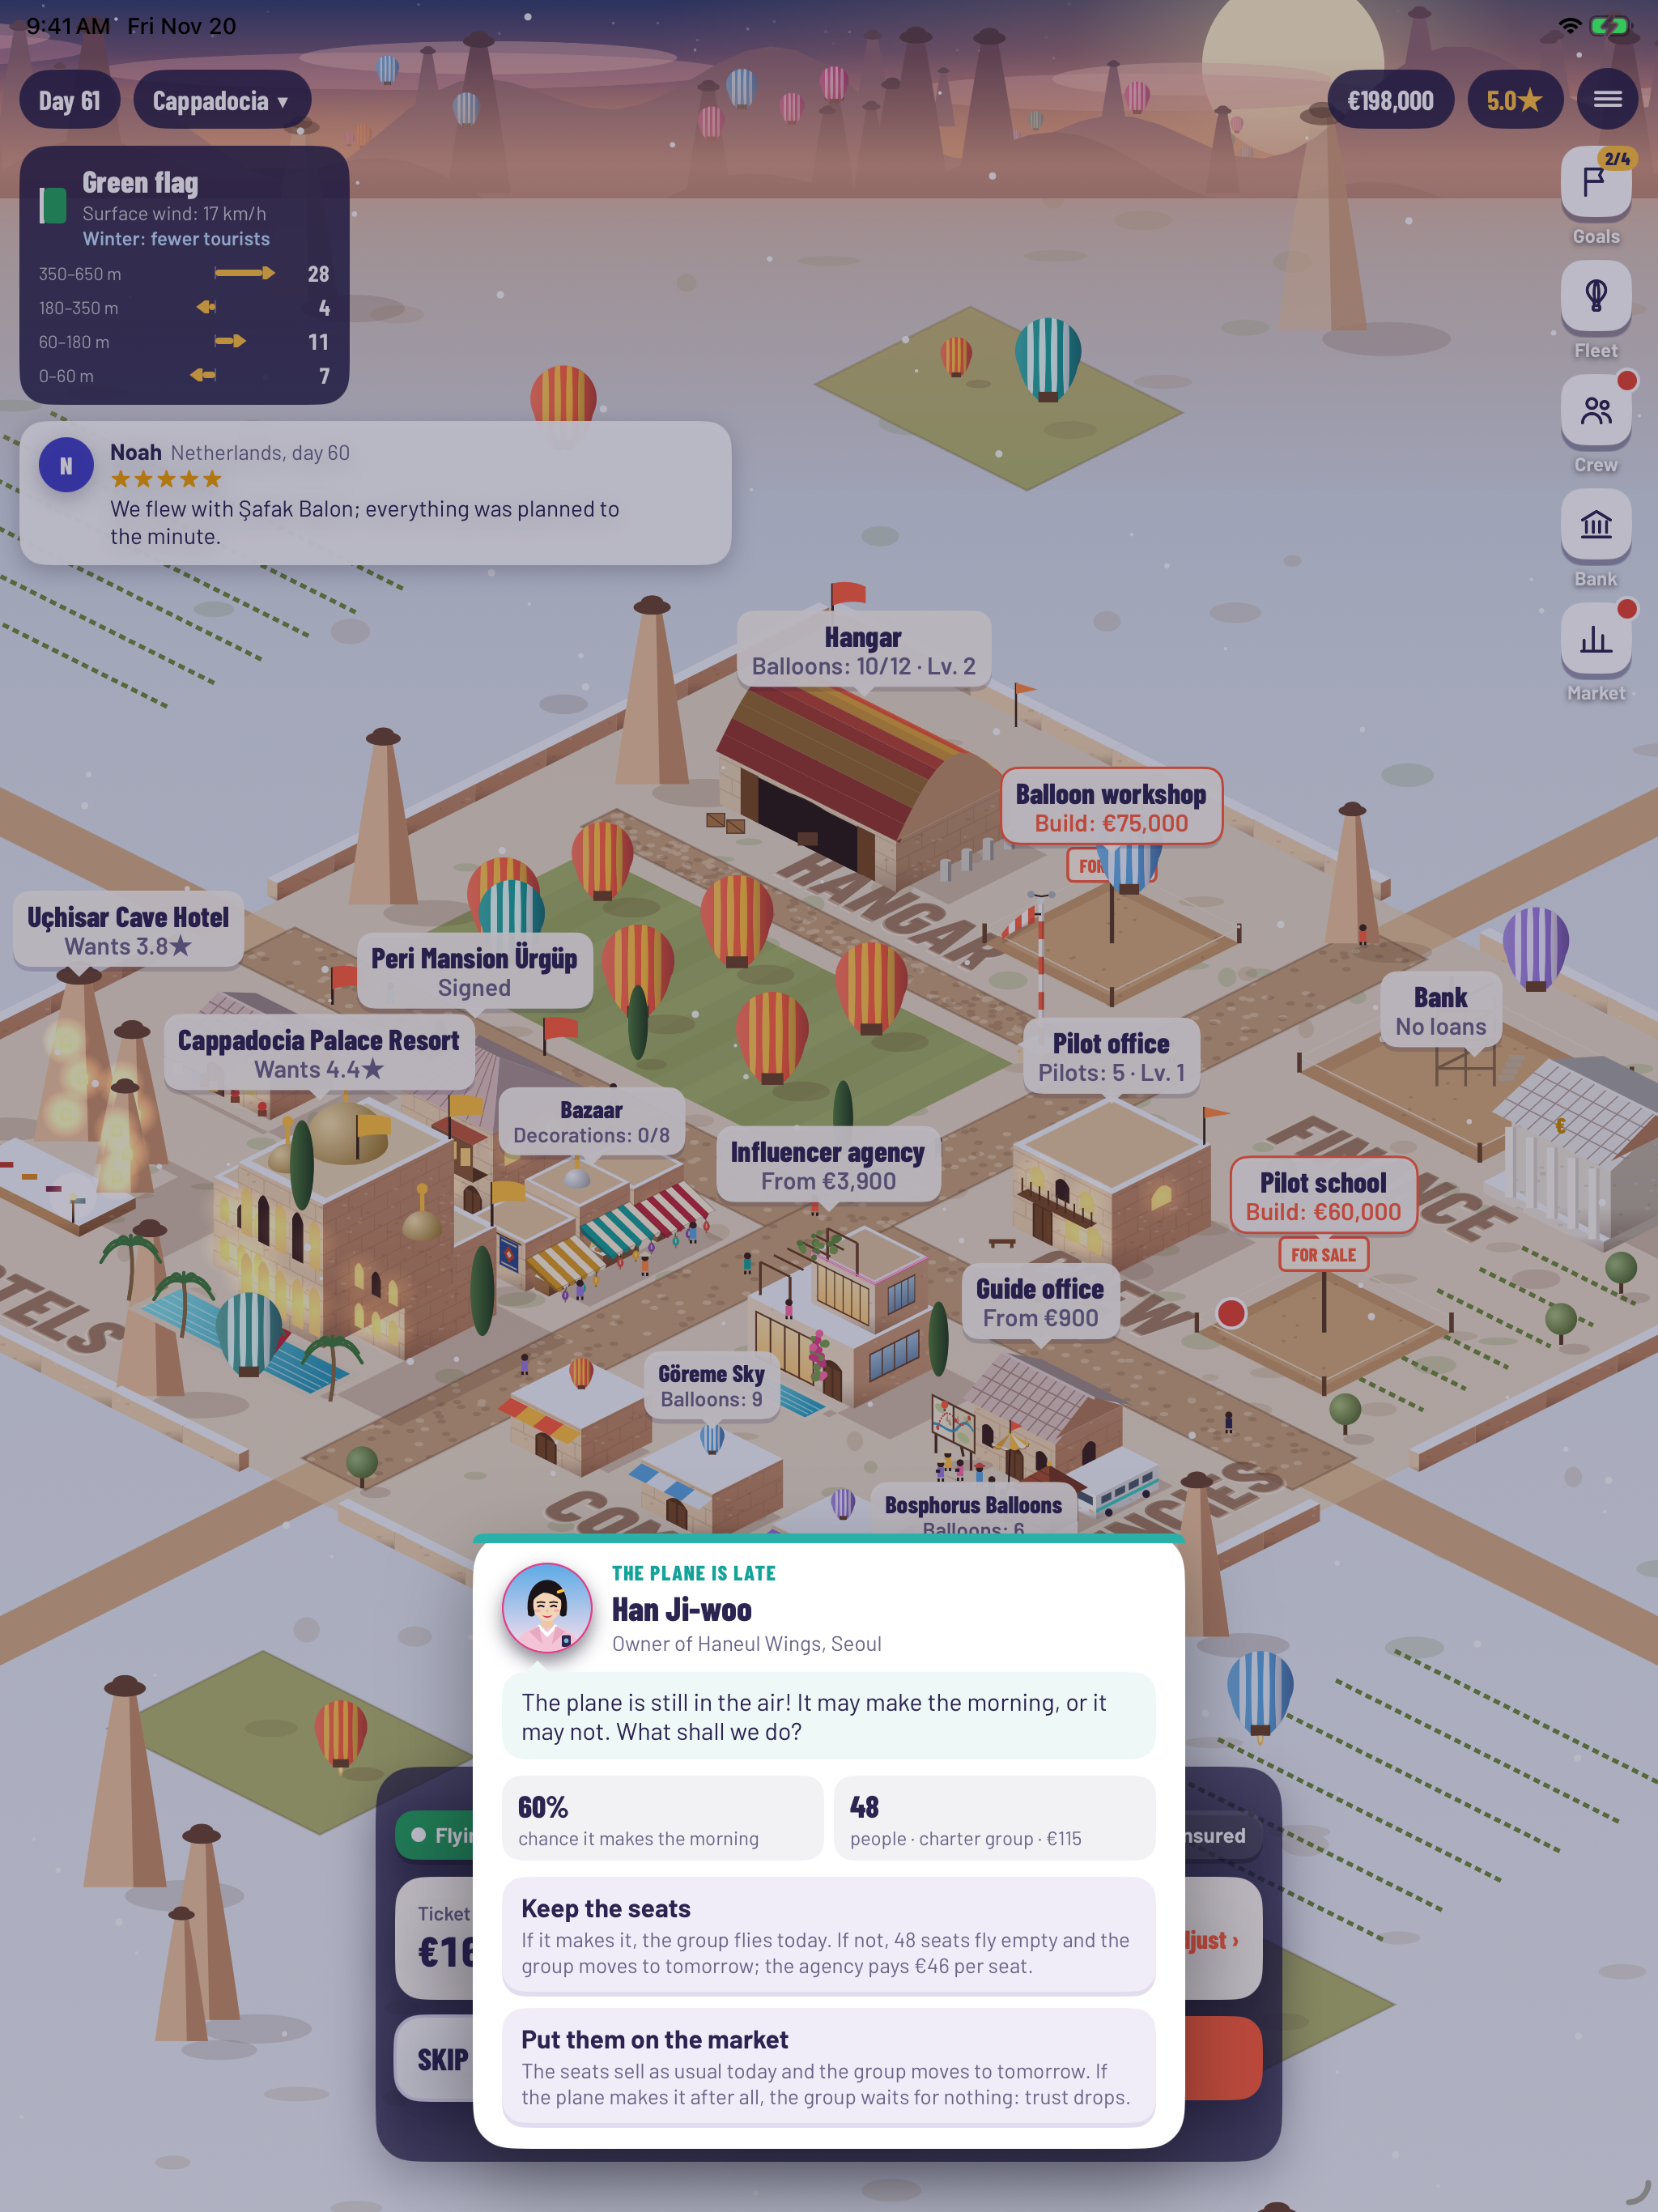 9:41 AM Fri Nov 20
Day 61
Cappadocia ▾
€198,000
5.0★
Green flag
Surface wind: 17 km/h
Winter: fewer tourists
350–650 m 28
180–350 m 4
60–180 m 11
0–60 m 7
2/4
Goals
Fleet
Crew
Bank
Market
N
Noah Netherlands, day 60
★★★★★
We flew with Şafak Balon; everything was planned to
the minute.
Hangar
Balloons: 10/12 · Lv. 2
Balloon workshop
Build: €75,000
HANGAR
Uçhisar Cave Hotel
Wants 3.8★
Peri Mansion Ürgüp
Signed
Cappadocia Palace Resort
Wants 4.4★
Bank
No loans
Pilot office
Pilots: 5 · Lv. 1
Bazaar
Decorations: 0/8
Influencer agency
From €3,900
€
Pilot school
Build: €60,000
FOR SALE
Guide office
From €900
Göreme Sky
Balloons: 9
Bosphorus Balloons
Balloons: 6
THE PLANE IS LATE
Han Ji-woo
Owner of Haneul Wings, Seoul
The plane is still in the air! It may make the morning, or it
may not. What shall we do?
60%
chance it makes the morning
48
people · charter group · €115
Keep the seats
If it makes it, the group flies today. If not, 48 seats fly empty and the
group moves to tomorrow; the agency pays €46 per seat.
Put them on the market
The seats sell as usual today and the group moves to tomorrow. If
the plane makes it after all, the group waits for nothing: trust drops.
Ticket
SKIP